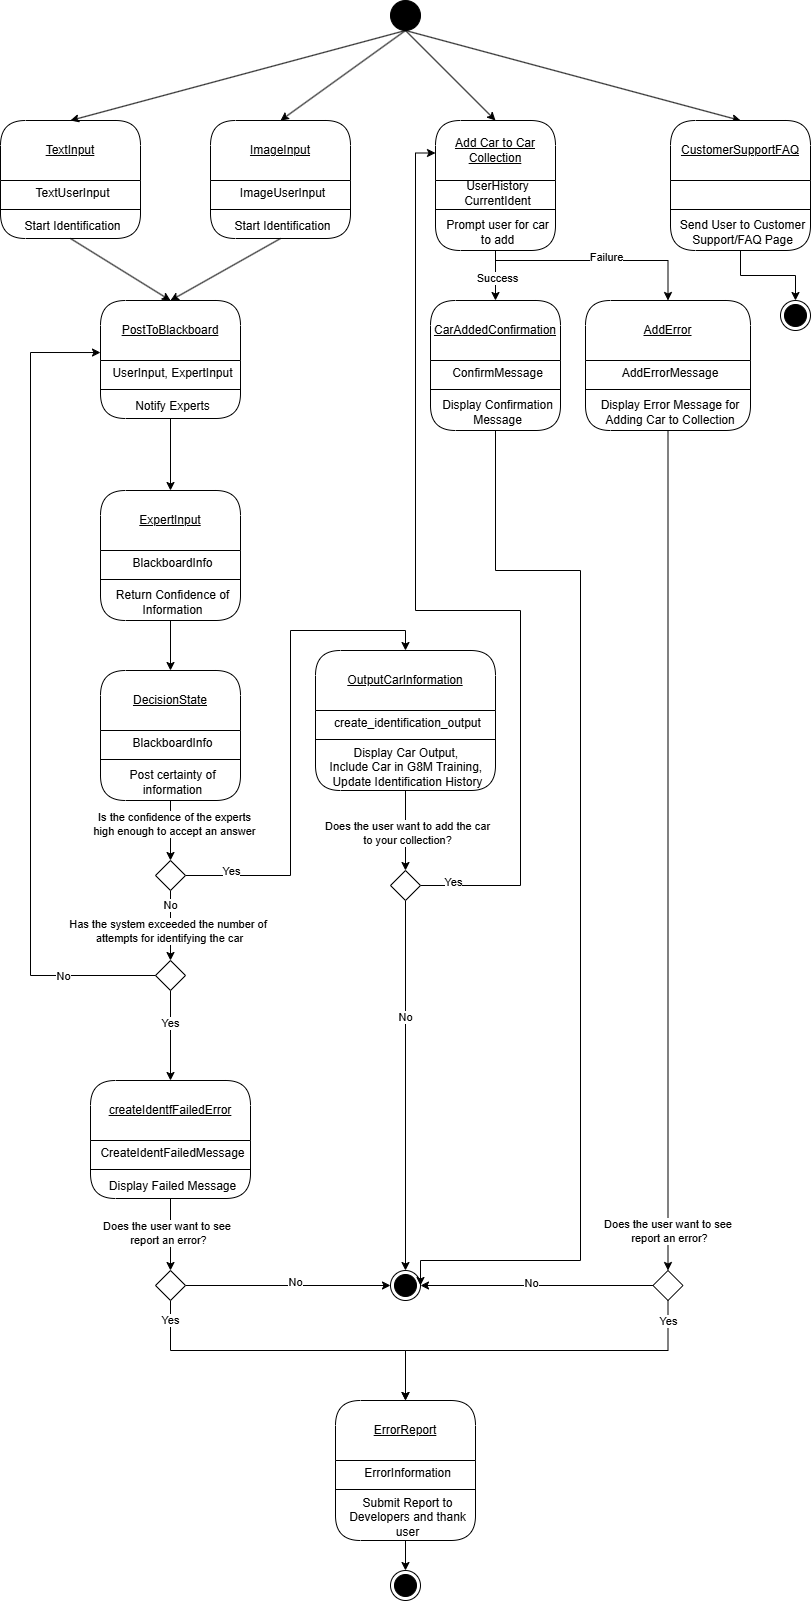 TextInput
TextUserInput
Start Identification
ImageInput
ImageUserInput
Start Identification
Add Car to Car
Collection
UserHistory
CurrentIdent
Prompt user for car
to add
CustomerSupportFAQ
Send User to Customer
Support/FAQ Page
Success
Failure
PostToBlackboard
UserInput, ExpertInput
Notify Experts
CarAddedConfirmation
ConfirmMessage
Display Confirmation
Message
AddError
AddErrorMessage
Display Error Message for
Adding Car to Collection
ExpertInput
BlackboardInfo
Return Confidence of
Information
DecisionState
BlackboardInfo
Post certainty of
information
OutputCarInformation
create_identification_output
Display Car Output,
Include Car in G8M Training,
Update Identification History
Is the confidence of the experts
high enough to accept an answer
Yes
No
Does the user want to add the car
to your collection?
Yes
No
Has the system exceeded the number of
attempts for identifying the car
No
Yes
createIdentfFailedError
CreateIdentFailedMessage
Display Failed Message
Does the user want to see
report an error?
No
Yes
Does the user want to see
report an error?
No
Yes
ErrorReport
ErrorInformation
Submit Report to
Developers and thank
user